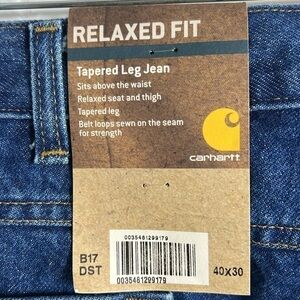 RELAXED FIT
Tapered Leg Jean
Sits above the waist
Relaxed seat and thigh
Tapered leg
Belt loops sewn on the seam
for strength
carhartt
0035481299179
B17
DST
40X30
0035481299179